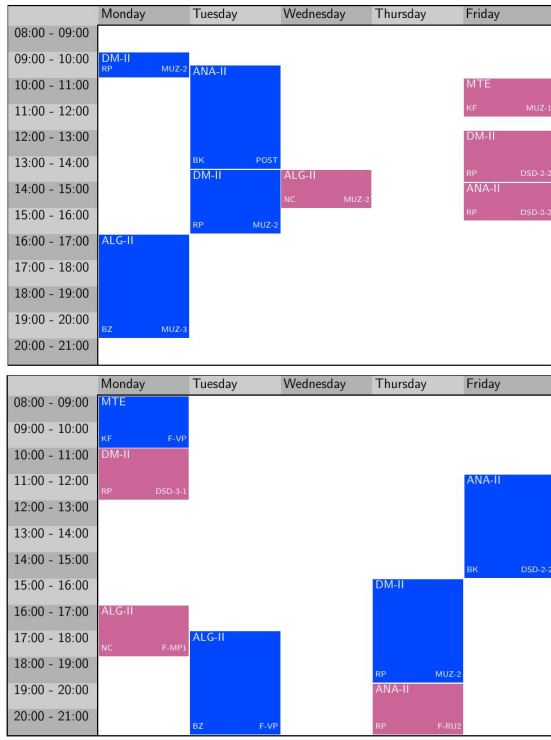 Monday Tuesday Wednesday Thursday Friday
08:00 - 09:00
09:00 - 10:00 DM-II
RP MUZ-2 ANA-II
10:00 - 11:00 MTE
11:00 - 12:00 KF MUZ-1
12:00 - 13:00 DM-II
13:00 - 14:00 BK POST RP DSD-2-2
DM-II ALG-II
14:00 - 15:00 NC MUZ-2 ANA-II
15:00 - 16:00 RP MUZ-2 RP DSD-2-2
16:00 - 17:00 ALG-II
17:00 - 18:00
18:00 - 19:00
19:00 - 20:00 BZ MUZ-3
20:00 - 21:00
Monday Tuesday Wednesday Thursday Friday
08:00 - 09:00 MTE
09:00 - 10:00 KF F-VP
10:00 - 11:00 DM-II
11:00 - 12:00 RP DSD-3-1 ANA-II
12:00 - 13:00
13:00 - 14:00
14:00 - 15:00 BK DSD-2-2
15:00 - 16:00 DM-II
16:00 - 17:00 ALG-II
17:00 - 18:00 NC F-MP1 ALG-II
18:00 - 19:00 RP MUZ-2
19:00 - 20:00 ANA-II
20:00 - 21:00 BZ F-VP RP F-RU2